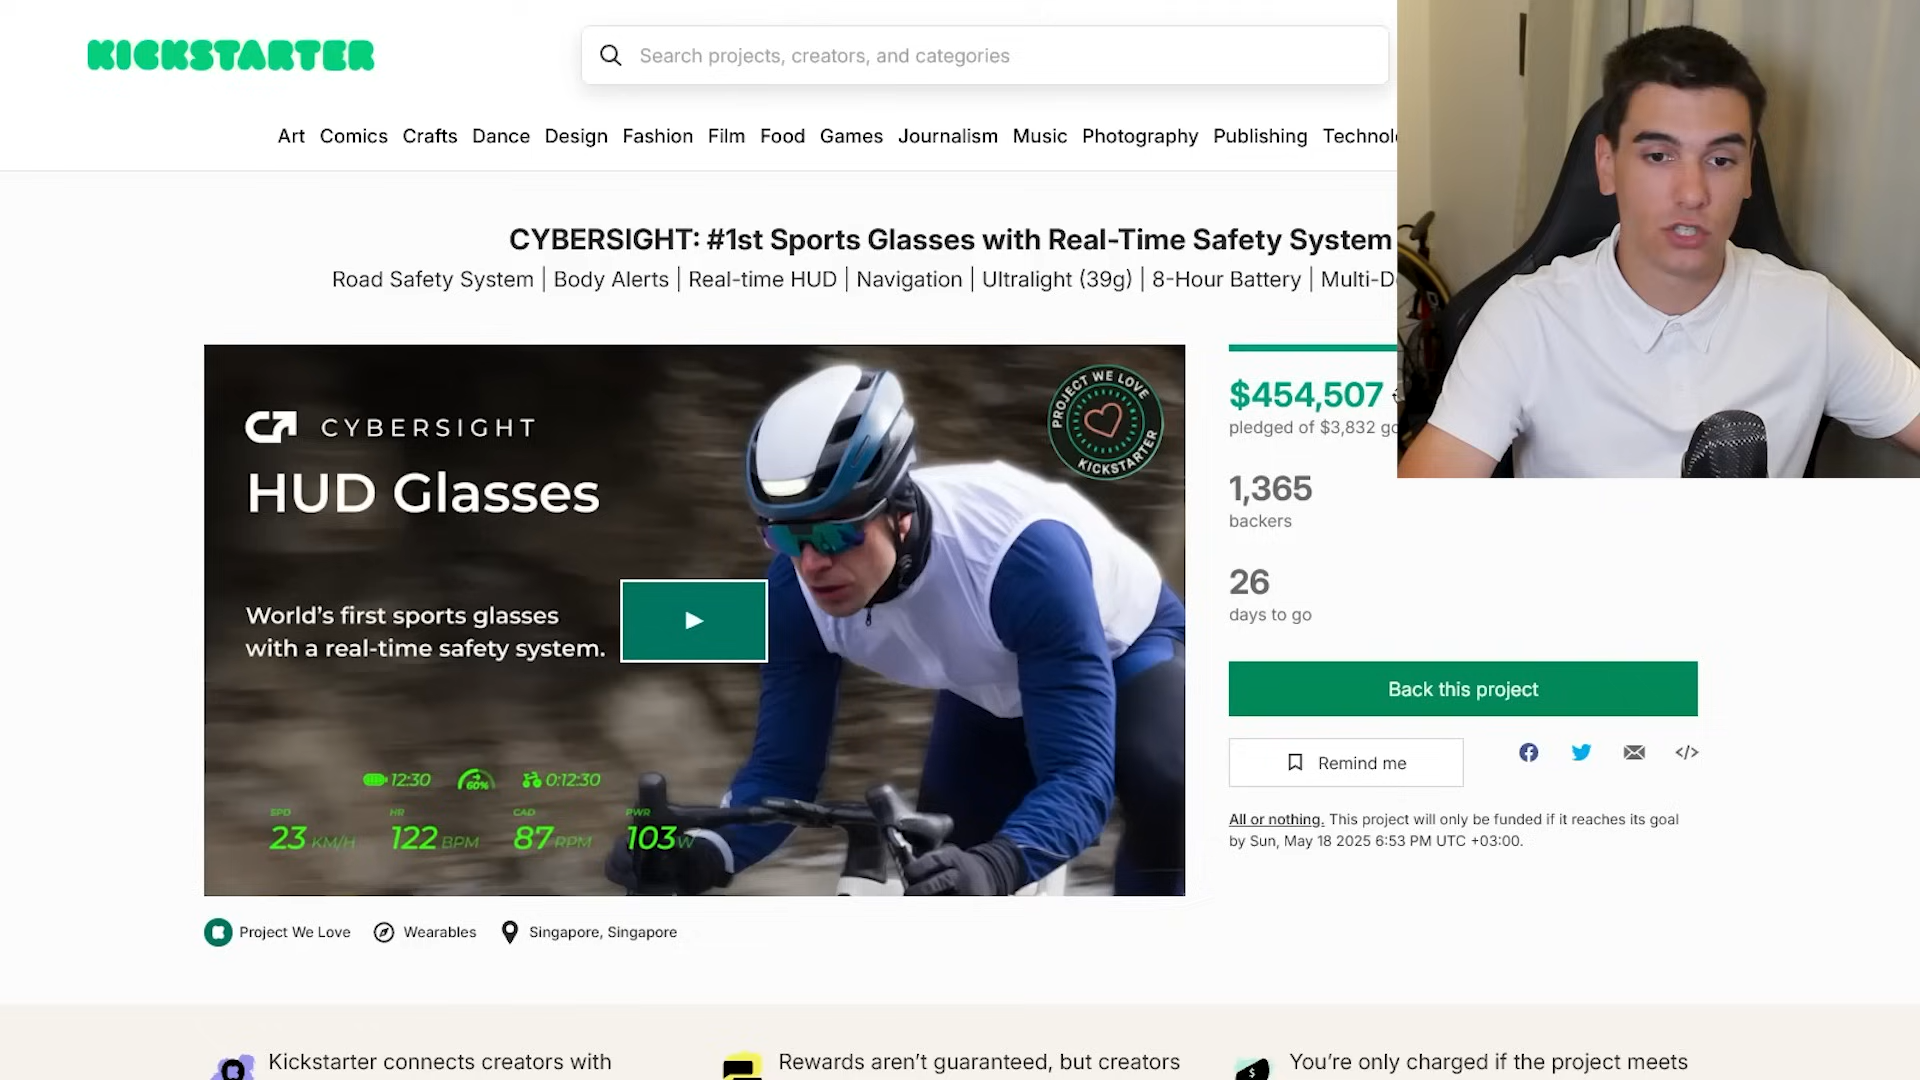 KICKSTARTER
Search projects, creators, and categories
Art Comics Crafts Dance Design Fashion Film Food Games Journalism Music Photography Publishing Technol
CYBERSIGHT: #1st Sports Glasses with Real-Time Safety System
Road Safety System | Body Alerts | Real-time HUD | Navigation | Ultralight (39g) | 8-Hour Battery | Multi-D
CYBERSIGHT
HUD Glasses
World's first sports glasses
with a real-time safety system.
PROJECT WE LOVE
KICKSTARTER
12:30 60% 0:12:30
SPD HR CAD PWR
23 KM/H 122 BPM 87 RPM 103 W
$454,507
pledged of $3,832 go
1,365
backers
26
days to go
Back this project
Remind me
All or nothing. This project will only be funded if it reaches its goal
by Sun, May 18 2025 6:53 PM UTC +03:00.
Project We Love Wearables Singapore, Singapore
Kickstarter connects creators with
Rewards aren't guaranteed, but creators
You're only charged if the project meets